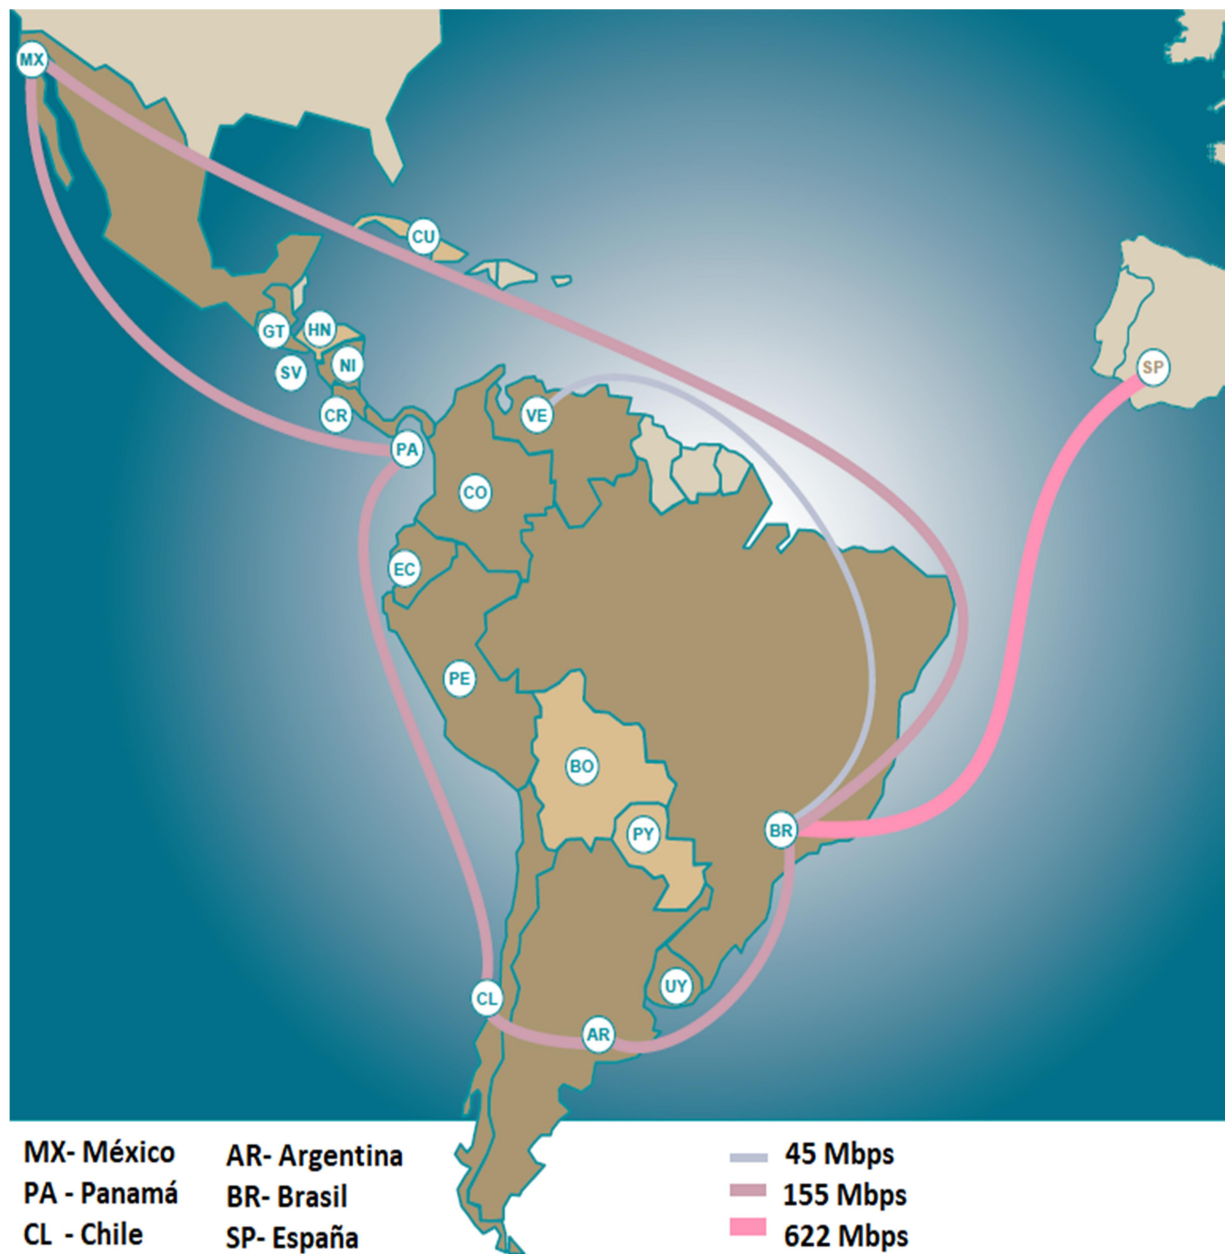 MX
CU
GT
HN
SV
NI
CR
PA
VE
CO
EC
PE
BO
PY
BR
SP
CL
AR
UY
MX- México
PA - Panamá
CL - Chile
AR- Argentina
BR- Brasil
SP- España
45 Mbps
155 Mbps
622 Mbps